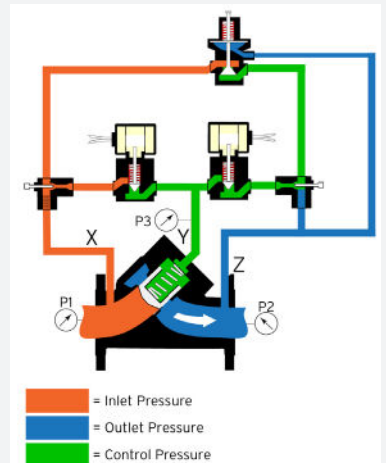 P3
X
Y
Z
P1
P2
= Inlet Pressure
= Outlet Pressure
= Control Pressure